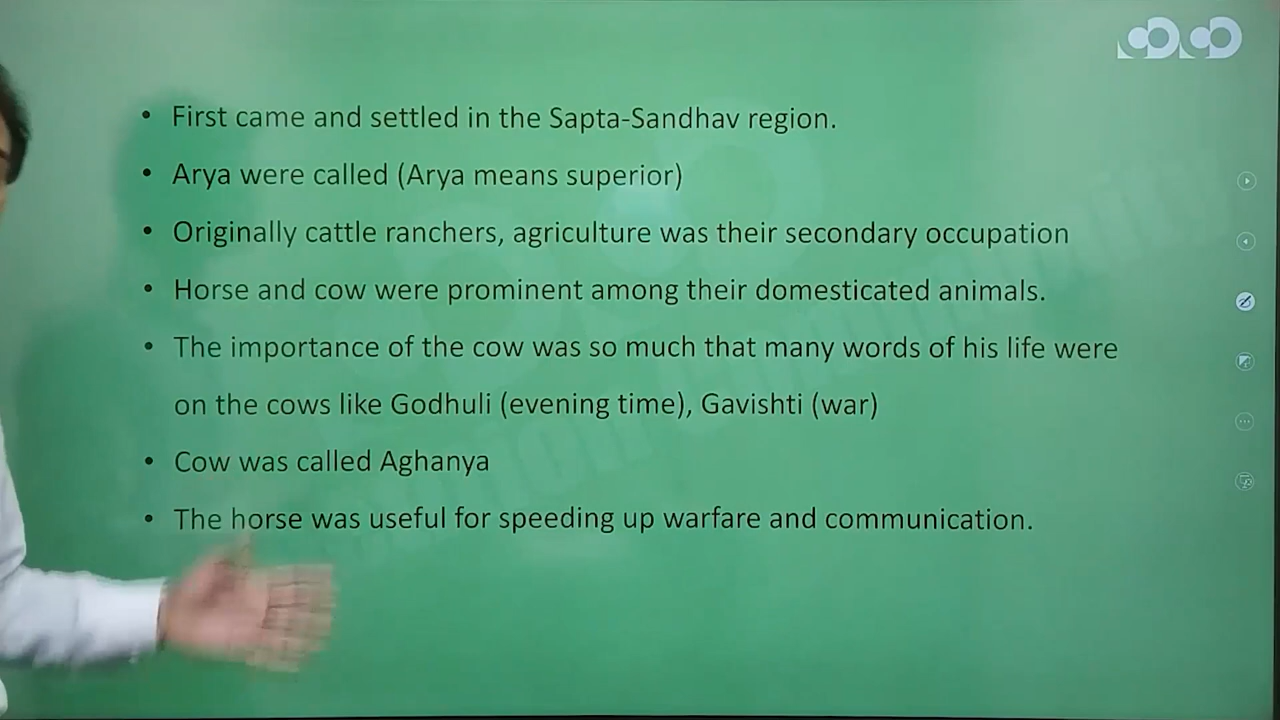 • First came and settled in the Sapta-Sandhav region.
• Arya were called (Arya means superior)
• Originally cattle ranchers, agriculture was their secondary occupation
• Horse and cow were prominent among their domesticated animals.
• The importance of the cow was so much that many words of his life were
on the cows like Godhuli (evening time), Gavishti (war)
• Cow was called Aghanya
• The horse was useful for speeding up warfare and communication.